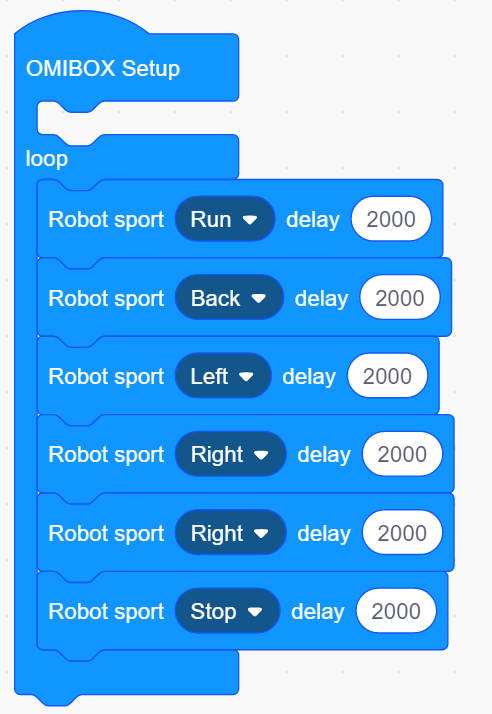 OMIBOX Setup
loop
Robot sport Run delay 2000
Robot sport Back delay 2000
Robot sport Left delay 2000
Robot sport Right delay 2000
Robot sport Right delay 2000
Robot sport Stop delay 2000